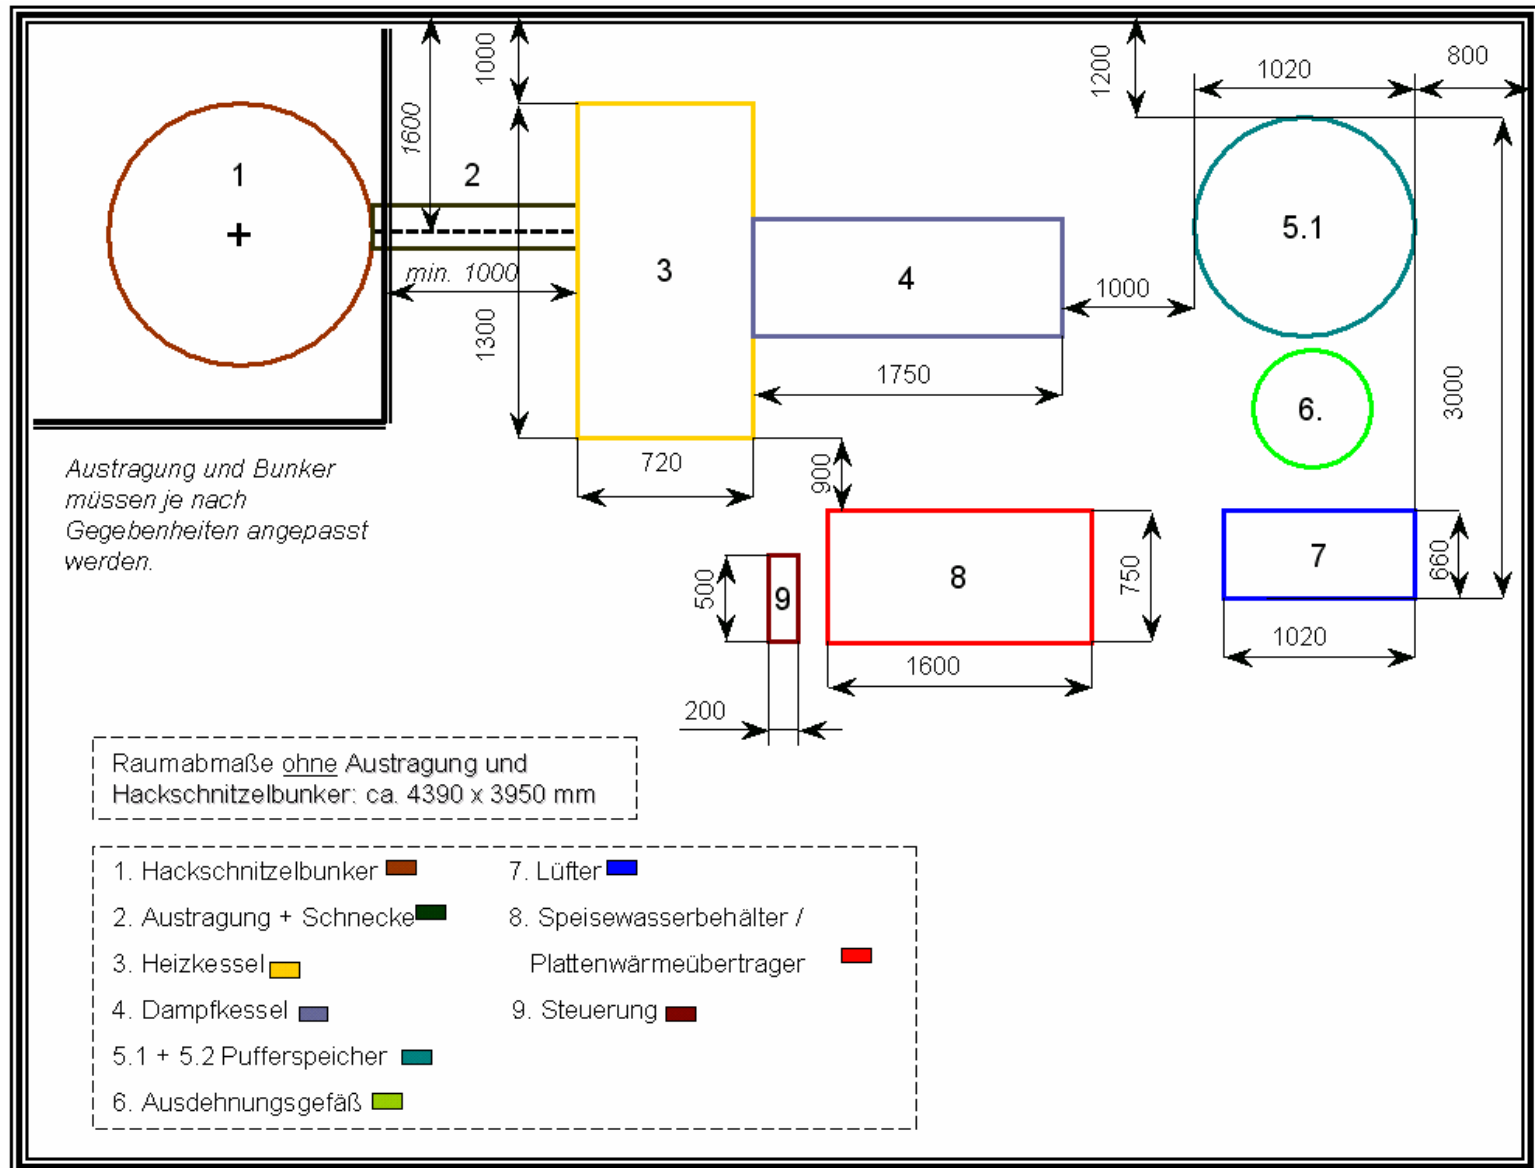 1000
1600
1200
1020
800
1
2
min. 1000
1300
3
4
1000
5.1
1750
6.
3000
720
900
Austragung und Bunker
müssen je nach
Gegebenheiten angepasst
werden.
500
9
8
750
7
660
1600
1020
200
Raumabmaße ohne Austragung und
Hackschnitzelbunker: ca. 4390 x 3950 mm
1. Hackschnitzelbunker
2. Austragung + Schnecke
3. Heizkessel
4. Dampfkessel
5.1 + 5.2 Pufferspeicher
6. Ausdehnungsgefäß
7. Lüfter
8. Speisewasserbehälter /
Plattenwärmeübertrager
9. Steuerung